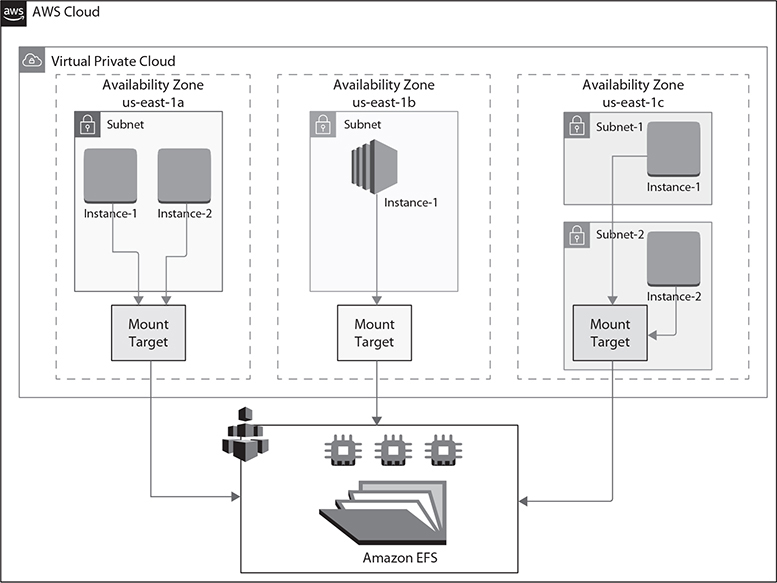 aws
AWS Cloud
Virtual Private Cloud
Availability Zone
us-east-1a
Subnet
Instance-1
Instance-2
Mount
Target
Availability Zone
us-east-1b
Subnet
Instance-1
Mount
Target
Availability Zone
us-east-1c
Subnet-1
Instance-1
Subnet-2
Instance-2
Mount
Target
Amazon EFS